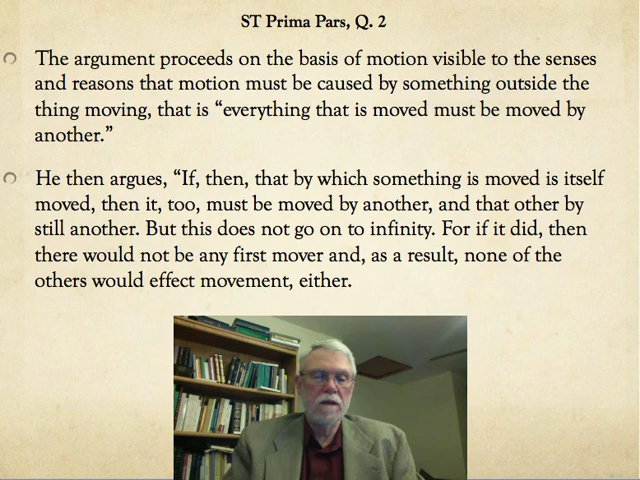 ST Prima Pars, Q. 2
The argument proceeds on the basis of motion visible to the senses
and reasons that motion must be caused by something outside the
thing moving, that is “everything that is moved must be moved by
another.”
He then argues, “If, then, that by which something is moved is itself
moved, then it, too, must be moved by another, and that other by
still another. But this does not go on to infinity. For if it did, then
there would not be any first mover and, as a result, none of the
others would effect movement, either.